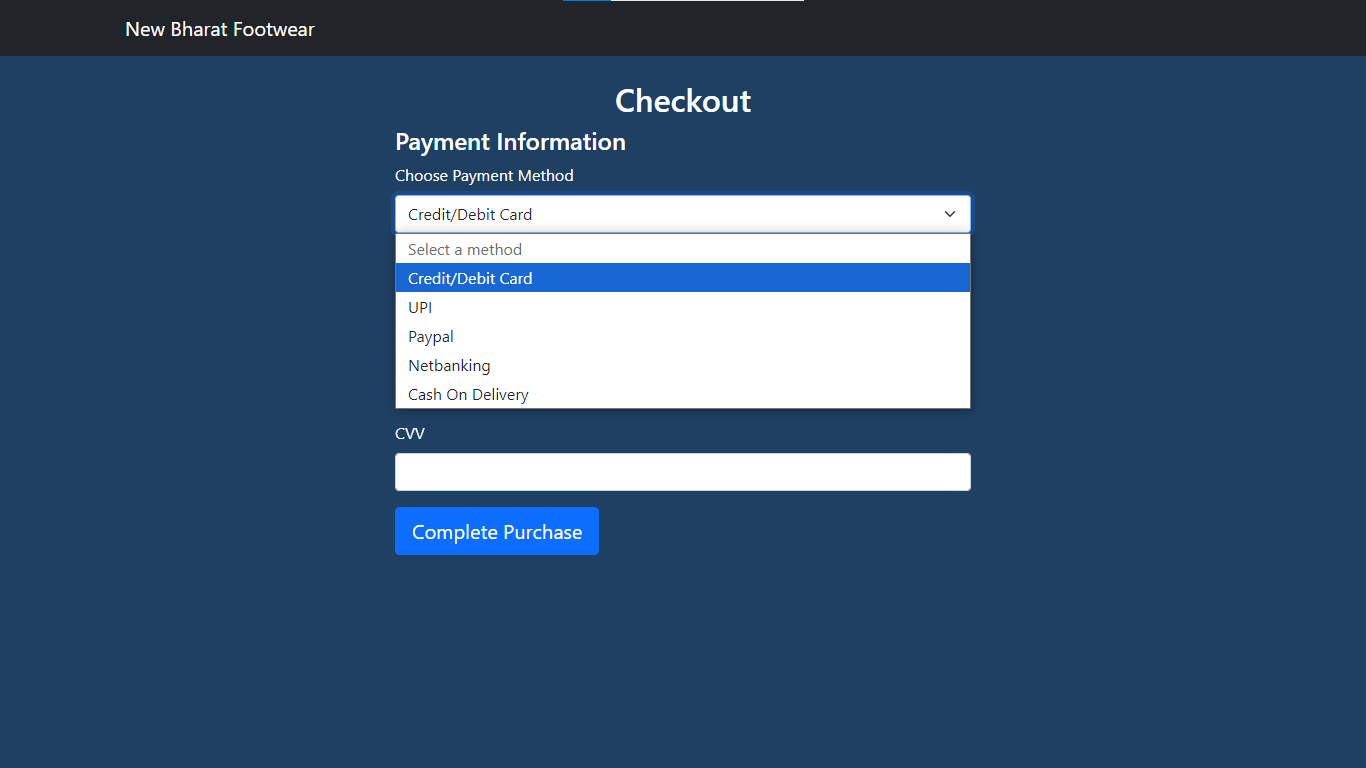 New Bharat Footwear
Checkout
Payment Information
Choose Payment Method
Credit/Debit Card
Select a method
Credit/Debit Card
UPI
Paypal
Netbanking
Cash On Delivery
CVV
Complete Purchase